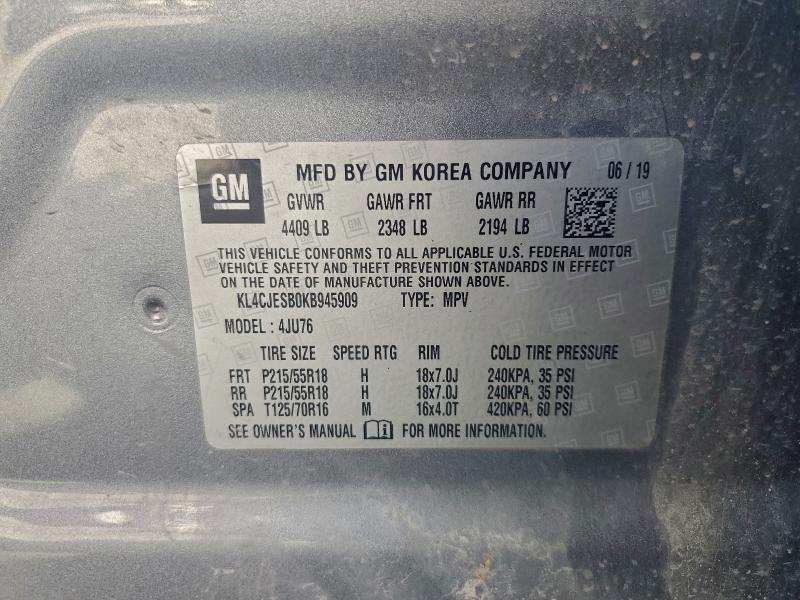 GM MFD BY GM KOREA COMPANY 06 / 19
GVWR GAWR FRT GAWR RR
4409 LB 2348 LB 2194 LB
THIS VEHICLE CONFORMS TO ALL APPLICABLE U.S. FEDERAL MOTOR
VEHICLE SAFETY AND THEFT PREVENTION STANDARDS IN EFFECT
ON THE DATE OF MANUFACTURE SHOWN ABOVE.
KL4CJESB0KB945909 TYPE: MPV
MODEL : 4JU76
TIRE SIZE SPEED RTG RIM COLD TIRE PRESSURE
FRT P215/55R18 H 18x7.0J 240KPA, 35 PSI
RR P215/55R18 H 18x7.0J 240KPA, 35 PSI
SPA T125/70R16 M 16x4.0T 420KPA, 60 PSI
SEE OWNER'S MANUAL FOR MORE INFORMATION.